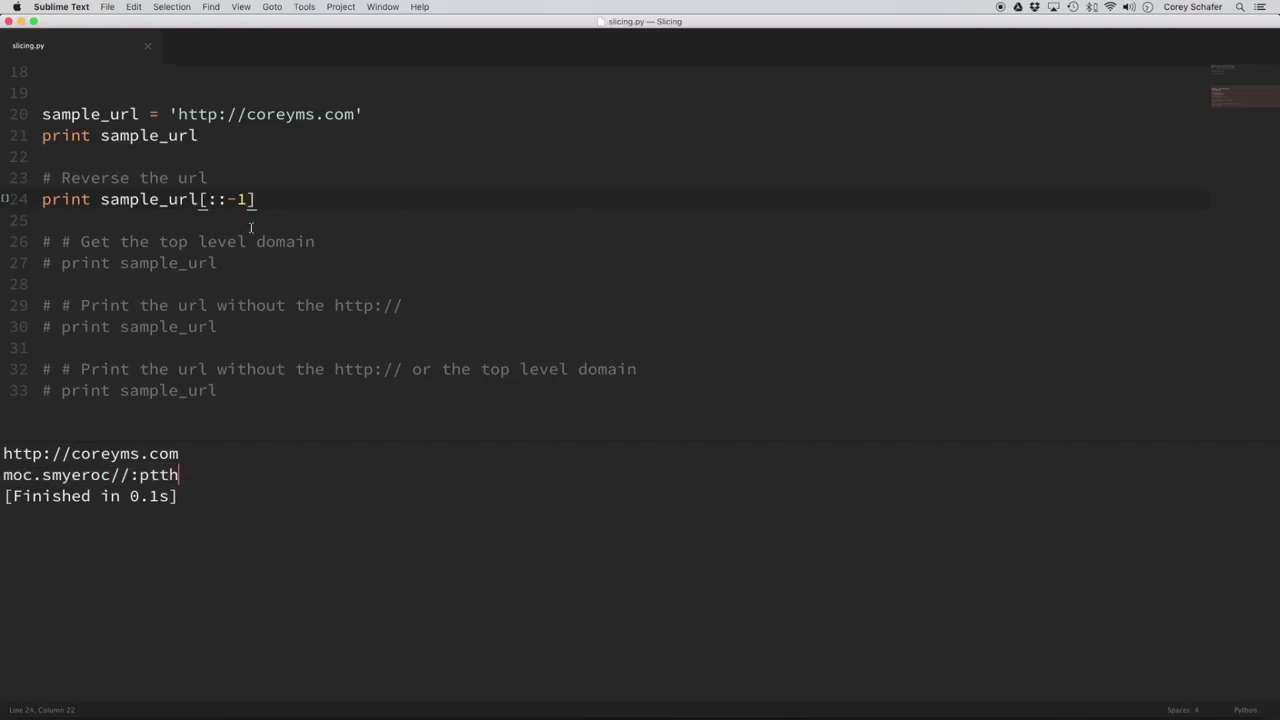 Sublime Text File Edit Selection Find View Goto Tools Project Window Help Corey Schafer
slicing.py — Slicing
slicing.py
18
19
20 sample_url = 'http://coreyms.com'
21 print sample_url
22
23 # Reverse the url
24 print sample_url[::-1]
25
26 # # Get the top level domain
27 # print sample_url
28
29 # # Print the url without the http://
30 # print sample_url
31
32 # # Print the url without the http:// or the top level domain
33 # print sample_url
http://coreyms.com
moc.smyeroc//:ptth
[Finished in 0.1s]
Line 24, Column 22 Spaces: 4 Python